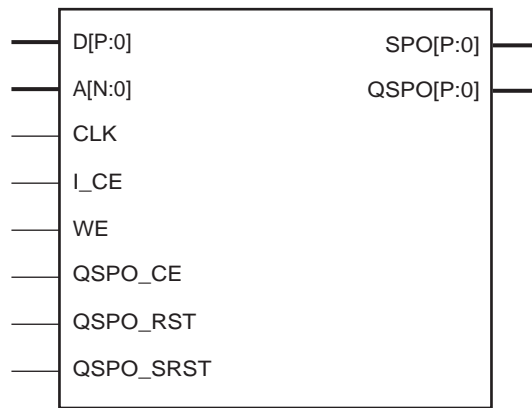 D[P:0]
SPO[P:0]
A[N:0]
QSPO[P:0]
CLK
I_CE
WE
QSPO_CE
QSPO_RST
QSPO_SRST